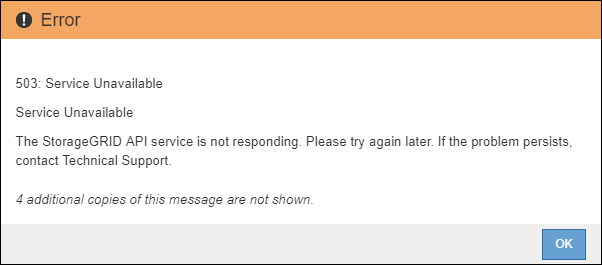 Error
503: Service Unavailable
Service Unavailable
The StorageGRID API service is not responding. Please try again later. If the problem persists,
contact Technical Support.
4 additional copies of this message are not shown.
OK